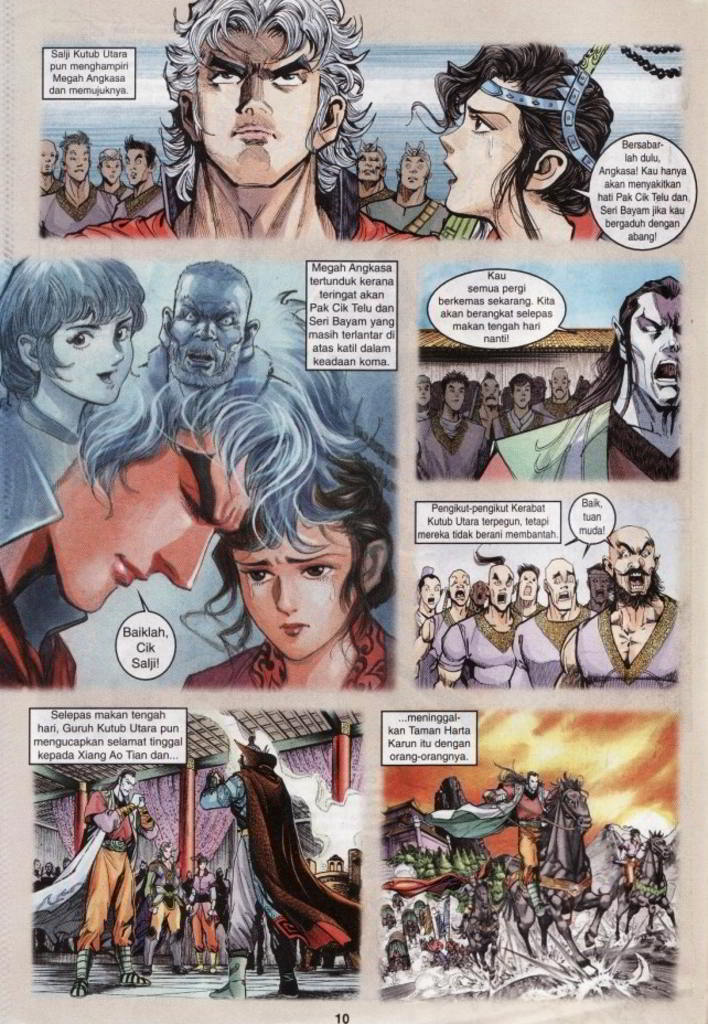 Salji Kutub Utara
pun menghampiri
Megah Angkasa
dan memujuknya.
Bersabar-
lah dulu,
Angkasa! Kau hanya
akan menyakitkan
hati Pak Cik Telu dan
Seri Bayam jika kau
bergaduh dengan
abang!
Megah Angkasa
tertunduk kerana
teringat akan
Pak Cik Telu dan
Seri Bayam yang
masih terlantar di
atas katil dalam
keadaan koma.
Baiklah,
Cik
Salji!
Kau
semua pergi
berkemas sekarang. Kita
akan berangkat selepas
makan tengah hari
nanti!
Pengikut-pengikut Kerabat
Kutub Utara terpegun, tetapi
mereka tidak berani membantah.
Baik,
tuan
muda!
Selepas makan tengah
hari, Guruh Kutub Utara pun
mengucapkan selamat tinggal
kepada Xiang Ao Tian dan...
...meninggal-
kan Taman Harta
Karun itu dengan
orang-orangnya.
10